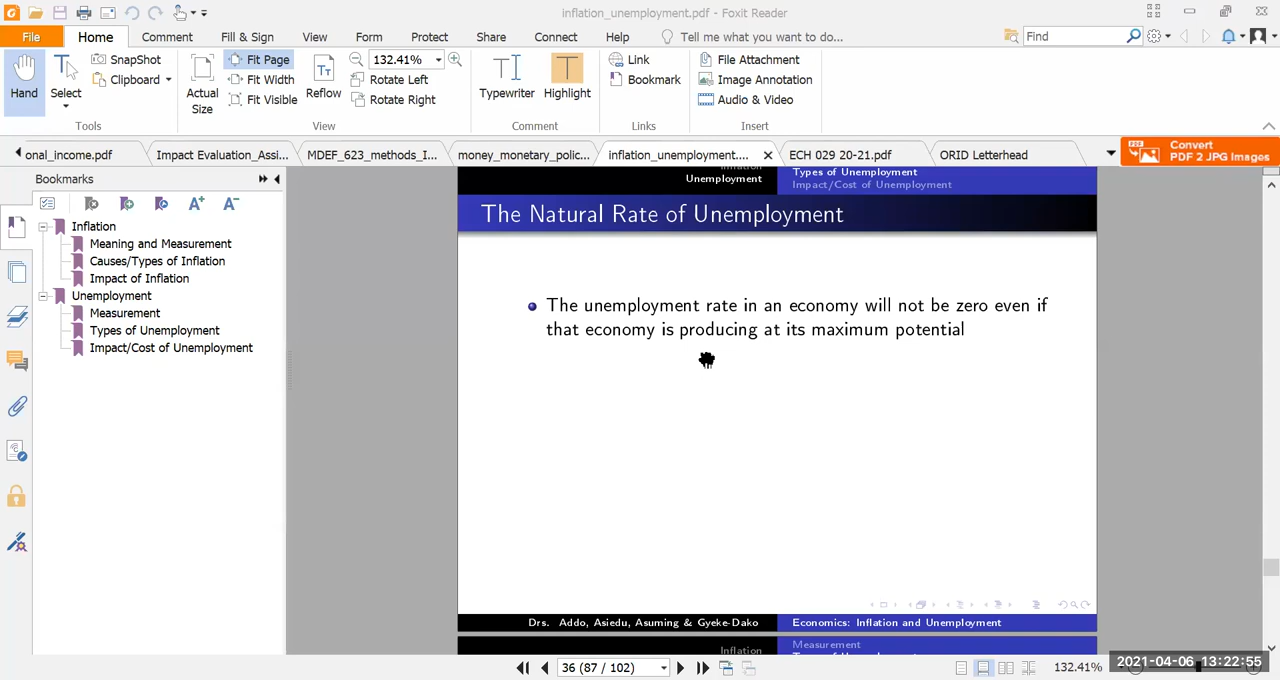 inflation_unemployment.pdf - Foxit Reader
File Home Comment Fill & Sign View Form Protect Share Connect Help Tell me what you want to do... Find
Hand
Select
SnapShot
Clipboard
Tools
Actual
Size
Fit Page
Fit Width
Fit Visible
Reflow
132.41%
Rotate Left
Rotate Right
View
Typewriter
Highlight
Comment
Link
Bookmark
Links
File Attachment
Image Annotation
Audio & Video
Insert
onal_income.pdf Impact Evaluation_Assi... MDEF_623_methods_I... money_monetary_polic... inflation_unemployment.... ECH 029 20-21.pdf ORID Letterhead
Convert
PDF 2 JPG Images
Bookmarks
Inflation
Meaning and Measurement
Causes/Types of Inflation
Impact of Inflation
Unemployment
Measurement
Types of Unemployment
Impact/Cost of Unemployment
Inflation
Unemployment
Types of Unemployment
Impact/Cost of Unemployment
The Natural Rate of Unemployment
The unemployment rate in an economy will not be zero even if
that economy is producing at its maximum potential
Drs. Addo, Asiedu, Asuming & Gyeke-Dako Economics: Inflation and Unemployment
Inflation
Measurement
36 (87 / 102)
132.41%
2021-04-06 13:22:55